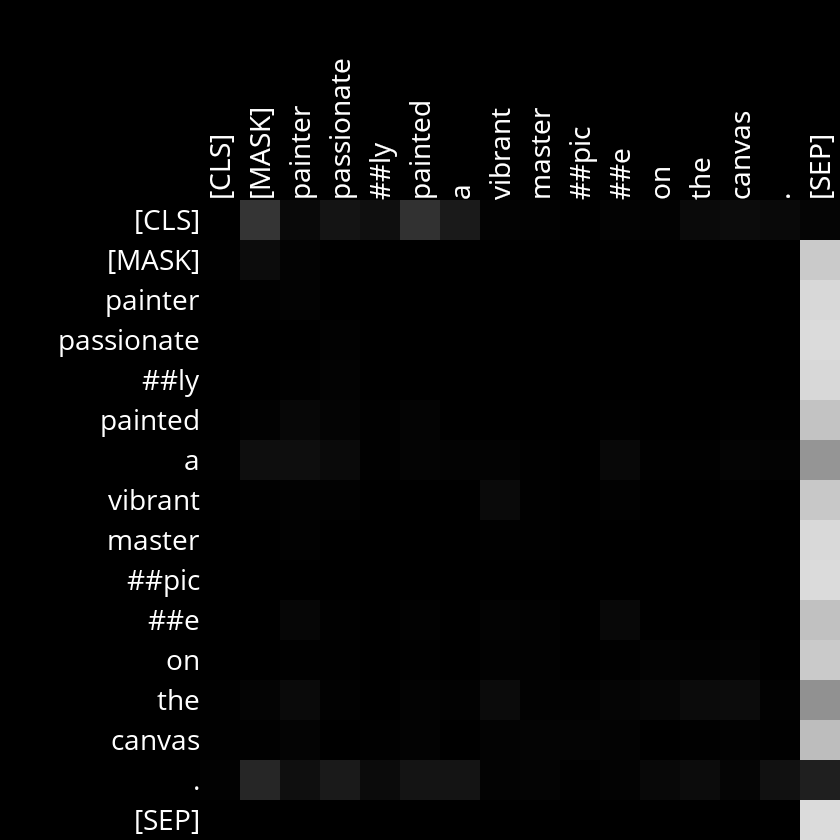 [CLS] [MASK] painter passionate ##ly painted a vibrant master ##pic ##e on the canvas . [SEP]
[CLS]
[MASK]
painter
passionate
##ly
painted
a
vibrant
master
##pic
##e
on
the
canvas
.
[SEP]